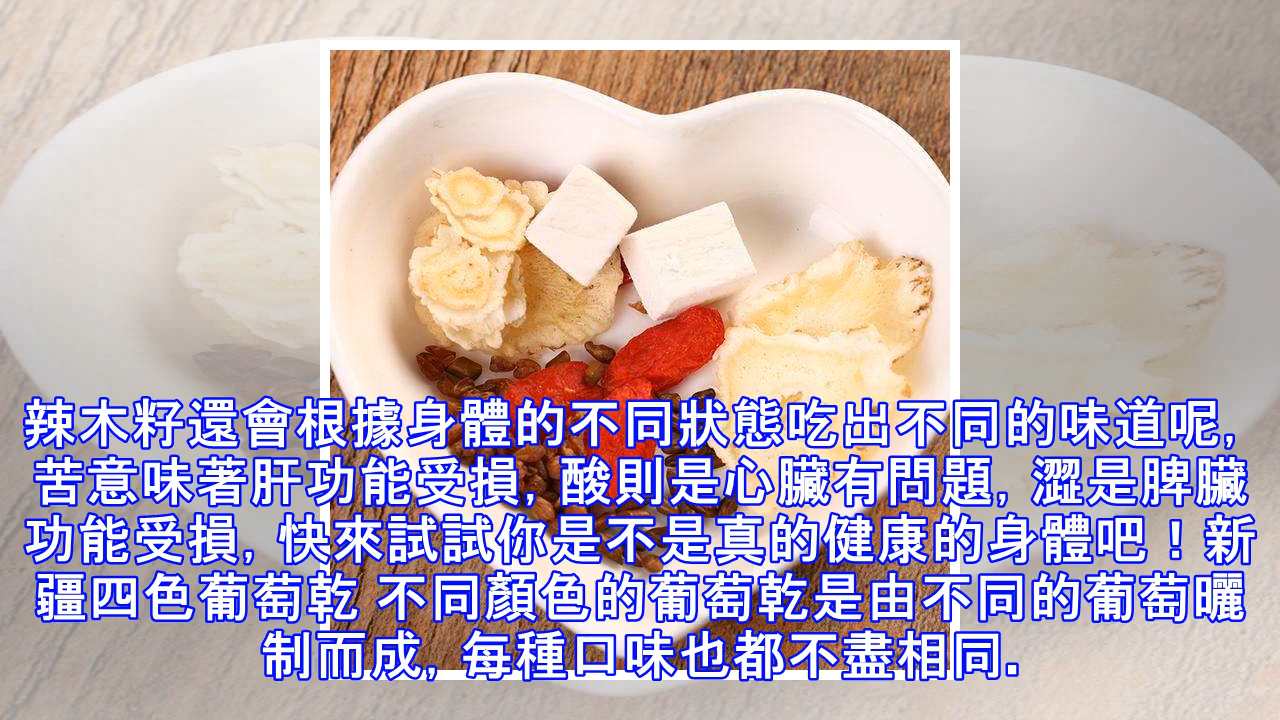 辣木籽還會根據身體的不同狀態吃出不同的味道呢,
苦意味著肝功能受損, 酸則是心臟有問題, 澀是脾臟
功能受損, 快來試試你是不是真的健康的身體吧！新
疆四色葡萄乾 不同顏色的葡萄乾是由不同的葡萄曬
制而成, 每種口味也都不盡相同.